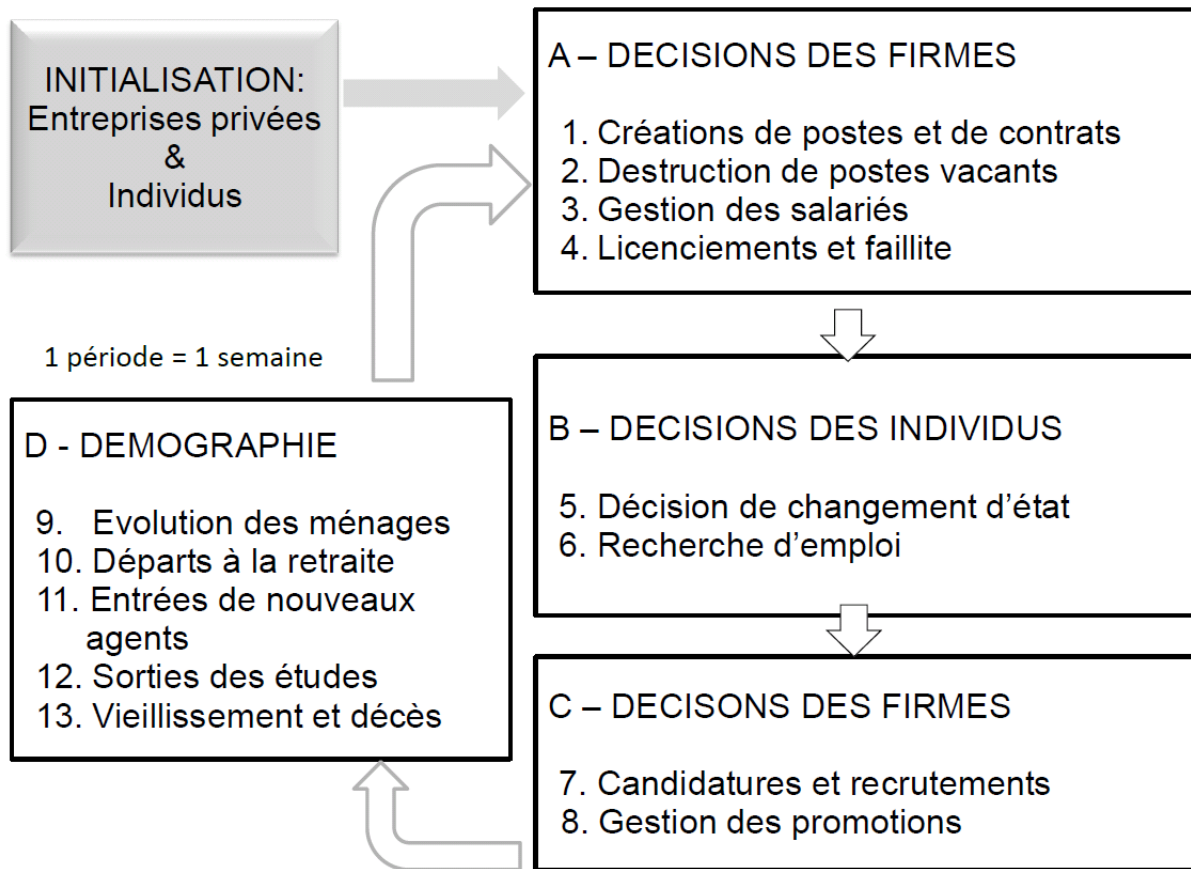 INITIALISATION:
Entreprises privées
&
Individus
A – DECISIONS DES FIRMES
1. Créations de postes et de contrats
2. Destruction de postes vacants
3. Gestion des salariés
4. Licenciements et faillite
1 période = 1 semaine
B – DECISIONS DES INDIVIDUS
5. Décision de changement d’état
6. Recherche d’emploi
C – DECISONS DES FIRMES
7. Candidatures et recrutements
8. Gestion des promotions
D - DEMOGRAPHIE
9. Evolution des ménages
10. Départs à la retraite
11. Entrées de nouveaux
agents
12. Sorties des études
13. Vieillissement et décès